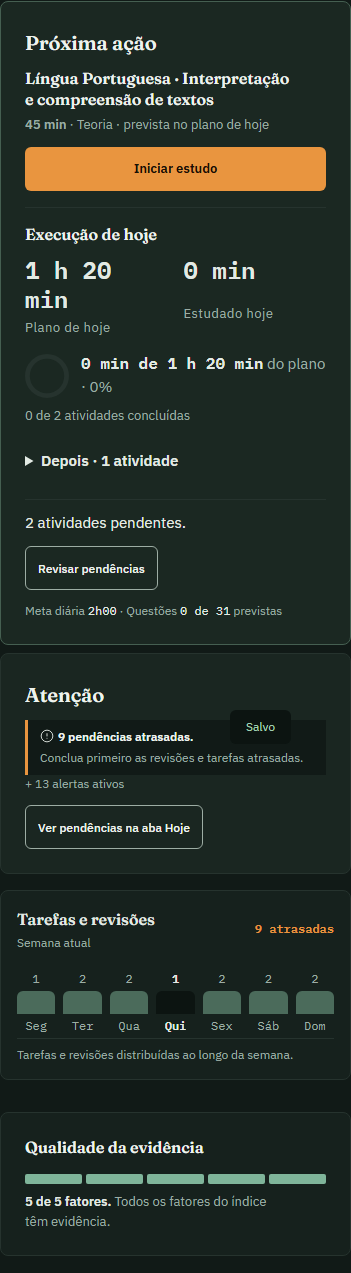 Próxima ação
Língua Portuguesa · Interpretação
e compreensão de textos
45 min · Teoria · prevista no plano de hoje
Iniciar estudo
Execução de hoje
1 h 20
min
0 min
Plano de hoje
Estudado hoje
0 min de 1 h 20 min do plano
· 0%
0 de 2 atividades concluídas
Depois · 1 atividade
2 atividades pendentes.
Revisar pendências
Meta diária 2h00 · Questões 0 de 31 previstas
Atenção
9 pendências atrasadas.
Salvo
Conclua primeiro as revisões e tarefas atrasadas.
+ 13 alertas ativos
Ver pendências na aba Hoje
Tarefas e revisões
9 atrasadas
Semana atual
1 2 2 1 2 2 2
Seg Ter Qua Qui Sex Sáb Dom
Tarefas e revisões distribuídas ao longo da semana.
Qualidade da evidência
5 de 5 fatores. Todos os fatores do índice
têm evidência.